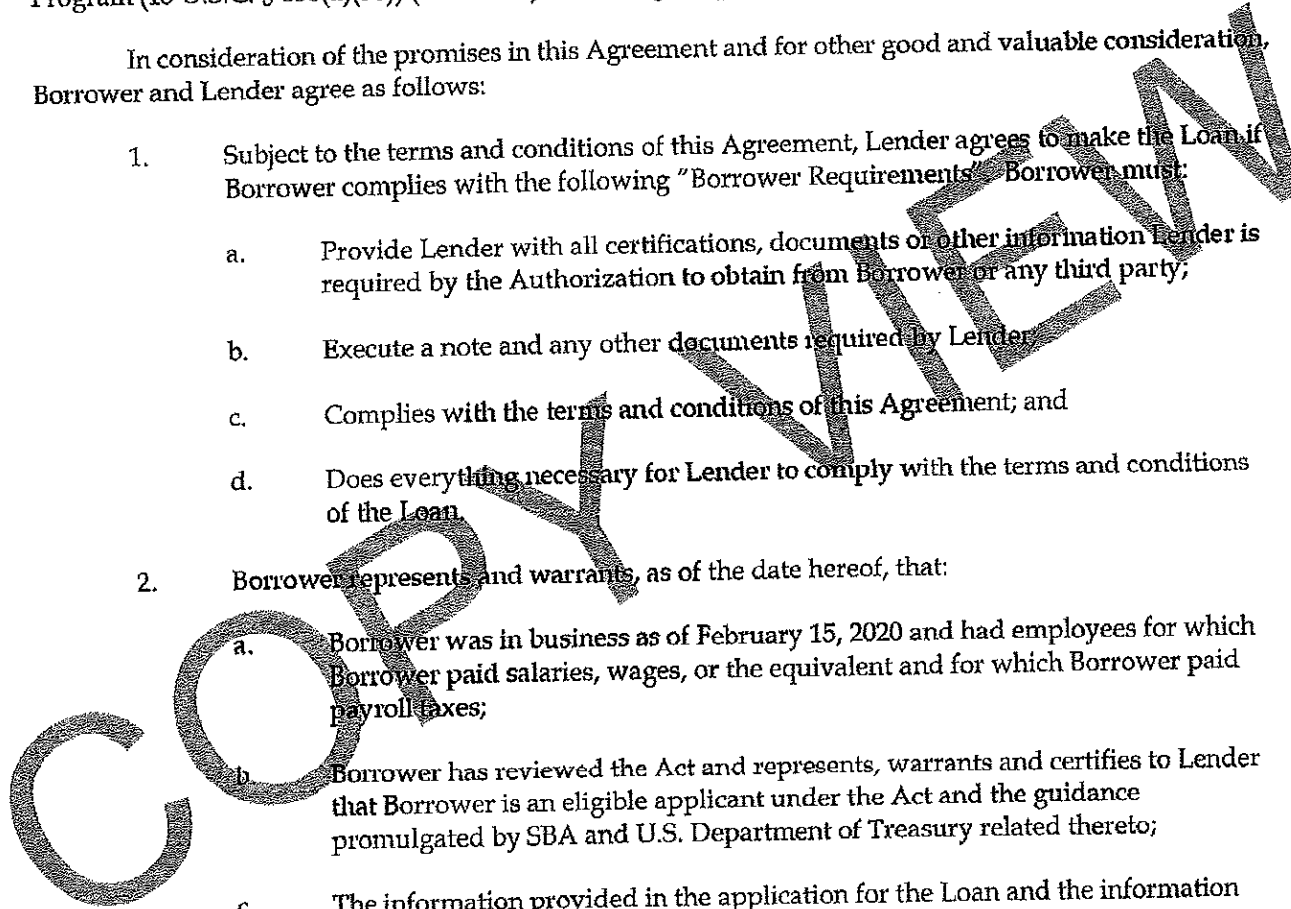 In consideration of the promises in this Agreement and for other good and valuable consideration,
Borrower and Lender agree as follows:
1. Subject to the terms and conditions of this Agreement, Lender agrees to make the Loan if
Borrower complies with the following "Borrower Requirements" Borrower must:
a. Provide Lender with all certifications, documents or other information Lender is
required by the Authorization to obtain from Borrower or any third party;
b. Execute a note and any other documents required by Lender;
c. Complies with the terms and conditions of this Agreement; and
d. Does everything necessary for Lender to comply with the terms and conditions
of the Loan.
2. Borrower represents and warrants, as of the date hereof, that:
a. Borrower was in business as of February 15, 2020 and had employees for which
Borrower paid salaries, wages, or the equivalent and for which Borrower paid
payroll taxes;
b. Borrower has reviewed the Act and represents, warrants and certifies to Lender
that Borrower is an eligible applicant under the Act and the guidance
promulgated by SBA and U.S. Department of Treasury related thereto;
c. The information provided in the application for the Loan and the information
COPY VIEW